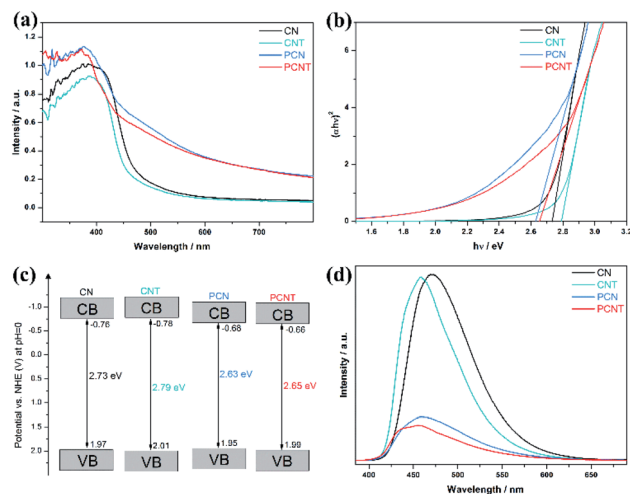 (a)
CN
CNT
PCN
PCNT
Intensity / a.u.
1.2
1.0
0.8
0.6
0.4
0.2
0.0
400
500
600
700
Wavelength / nm
(b)
CN
CNT
PCN
PCNT
(αhν)²
6
4
2
0
1.6
1.8
2.0
2.2
2.4
2.6
2.8
3.0
3.2
hν / eV
(c)
Potential vs. NHE (V) at pH=0
-1.0
-0.5
0.0
0.5
1.0
1.5
2.0
CN
CNT
PCN
PCNT
CB
CB
CB
CB
-0.76
-0.78
-0.68
-0.66
2.73 eV
2.79 eV
2.63 eV
2.65 eV
1.97
2.01
1.95
1.99
VB
VB
VB
VB
(d)
CN
CNT
PCN
PCNT
Intensity / a.u.
400
450
500
550
600
650
Wavelength / nm